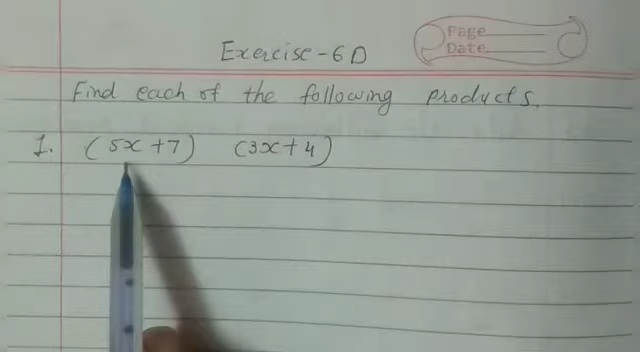 Page
Date
Exercise-6D
Find each of the following products.
1. (5x+7) (3x+4)